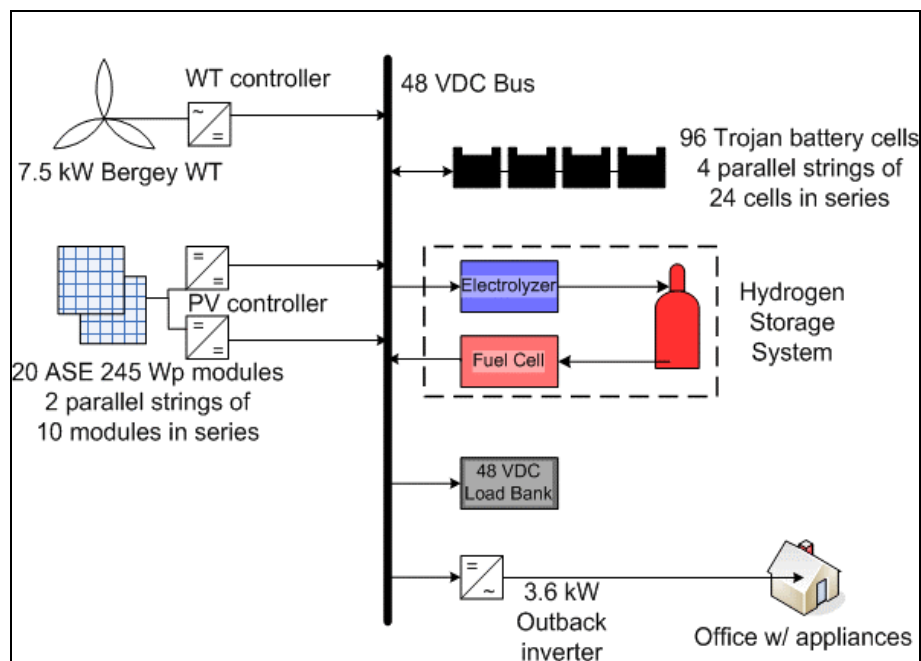 WT controller
48 VDC Bus
7.5 kW Bergey WT
96 Trojan battery cells
4 parallel strings of
24 cells in series
PV controller
20 ASE 245 Wp modules
2 parallel strings of
10 modules in series
Electrolyzer
Fuel Cell
Hydrogen
Storage
System
48 VDC
Load Bank
3.6 kW
Outback
inverter
Office w/ appliances